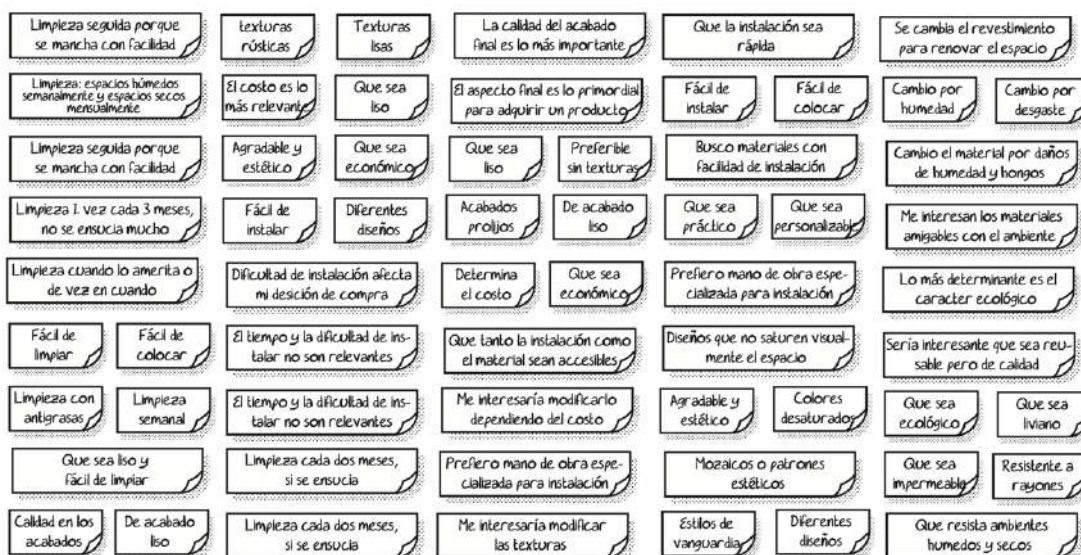 Limpieza seguida porque
se mancha con facilidad
texturas
rústicas
Texturas
lisas
La calidad del acabado
final es lo más importante
Que la instalación sea
rápida
Se cambia el revestimiento
para renovar el espacio
Limpieza: espacios húmedos
semanalmente y espacios secos
mensualmente
El costo es lo
más relevante
Que sea
liso
El aspecto final es lo primordial
para adquirir un producto
Fácil de
instalar
Fácil de
colocar
Cambio por
humedad
Cambio por
desgaste
Limpieza seguida porque
se mancha con facilidad
Agradable y
estético
Que sea
económico
Que sea
liso
Preferible
sin texturas
Busco materiales con
facilidad de instalación
Cambio el material por daños
de humedad y hongos
Limpieza 1 vez cada 3 meses,
no se ensucia mucho
Fácil de
instalar
Diferentes
diseños
Acabados
prolijos
De acabado
liso
Que sea
práctico
Que sea
personalizable
Me interesan los materiales
amigables con el ambiente
Limpieza cuando lo amerita o
de vez en cuando
Dificultad de instalación afecta
mi desición de compra
Determina
el costo
Que sea
económico
Prefiero mano de obra espe-
cializada para instalación
Lo más determinante es el
caracter ecológico
Fácil de
limpiar
Fácil de
colocar
El tiempo y la dificultad de ins-
talar no son relevantes
Que tanto la instalación como
el material sean accesibles
Diseños que no saturen visual-
mente el espacio
Sería interesante que sea reu-
sable pero de calidad
Limpieza con
antigrasas
Limpieza
semanal
El tiempo y la dificultad de ins-
talar no son relevantes
Me interesaría modificarlo
dependiendo del costo
Agradable y
estético
Colores
desaturados
Que sea
ecológico
Que sea
liviano
Que sea liso y
fácil de limpiar
Limpieza cada dos meses,
si se ensucia
Prefiero mano de obra espe-
cializada para instalación
Mozaicos o patrones
estéticos
Que sea
impermeable
Resistente a
rayones
Calidad en los
acabados
De acabado
liso
Limpieza cada dos meses,
si se ensucia
Me interesaría modificar
las texturas
Estilos de
vanguardia
Diferentes
diseños
Que resista ambientes
humedos y secos